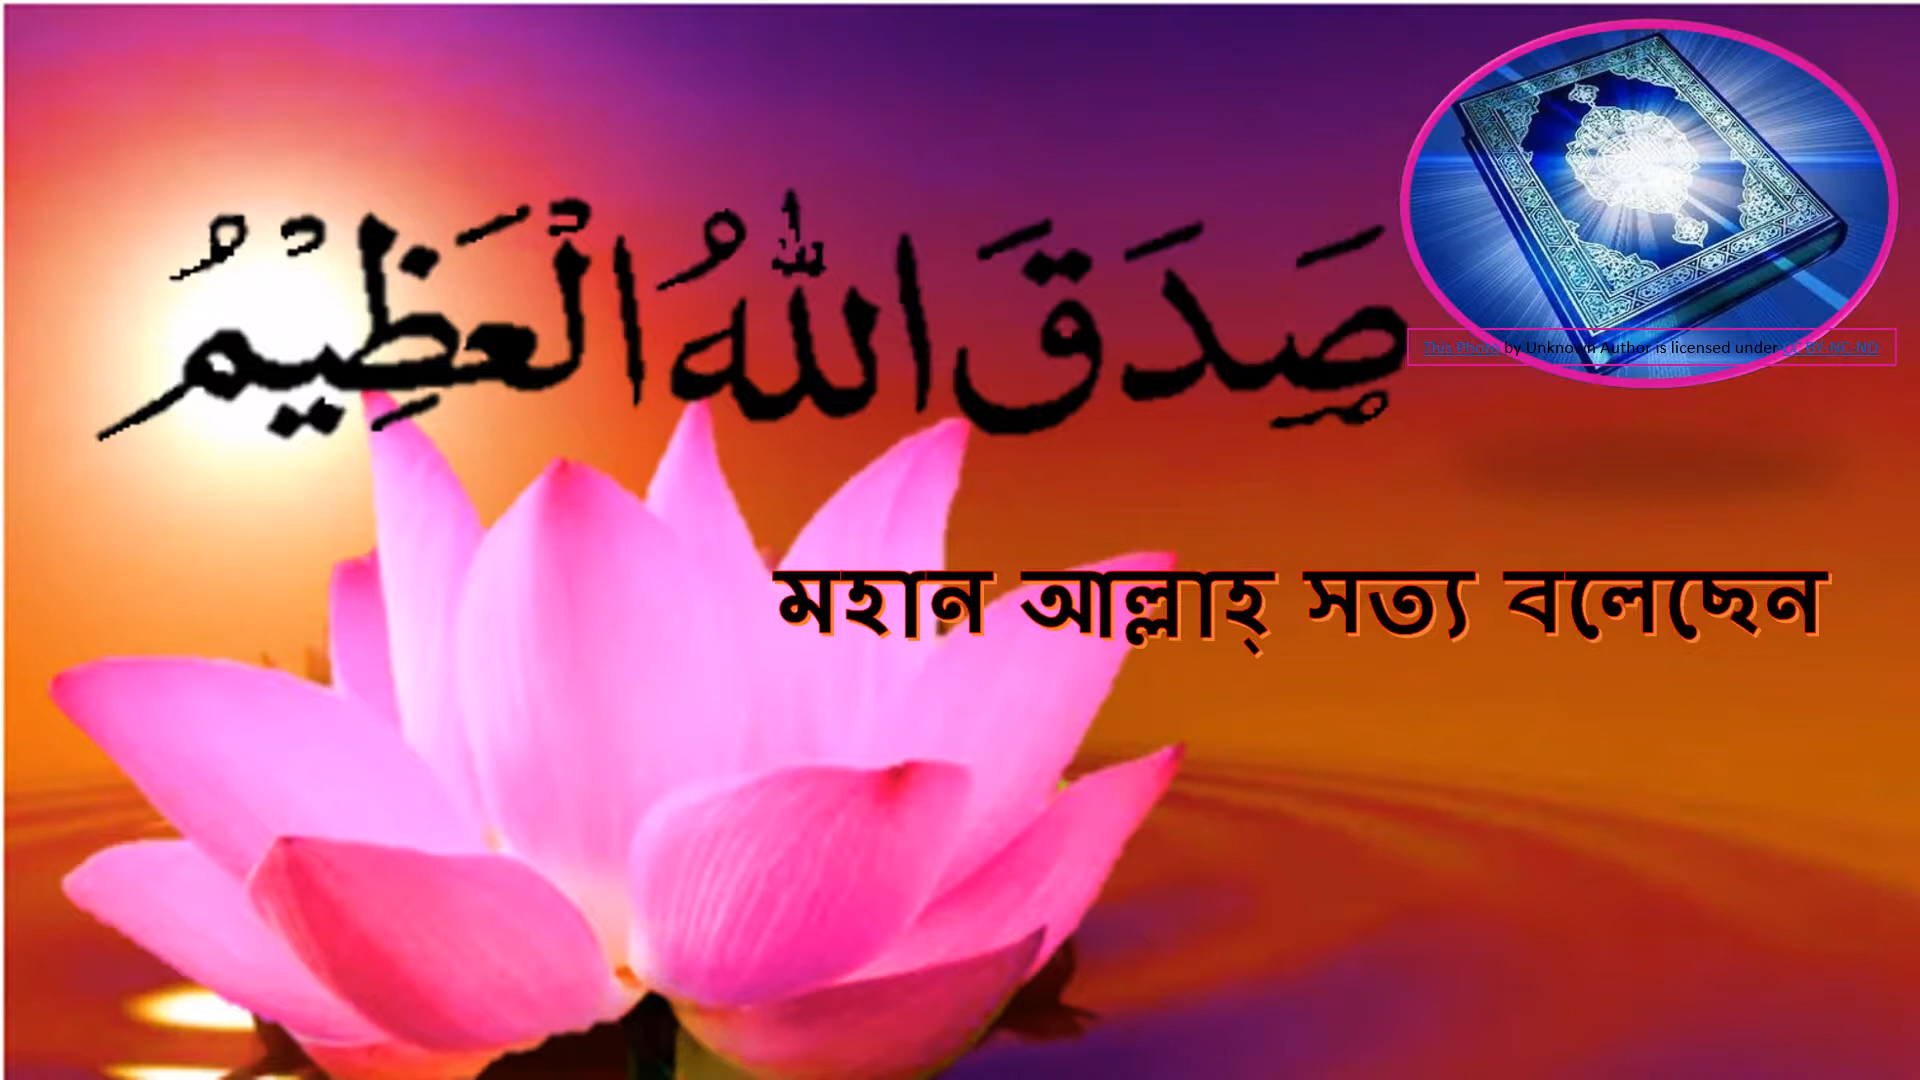 صِدَقَ اللّٰهُ الْعَظِيْمُ
This Photo by Unknown Author is licensed under CC BY-NC-ND
মহান আল্লাহ্ সত্য বলেছেন